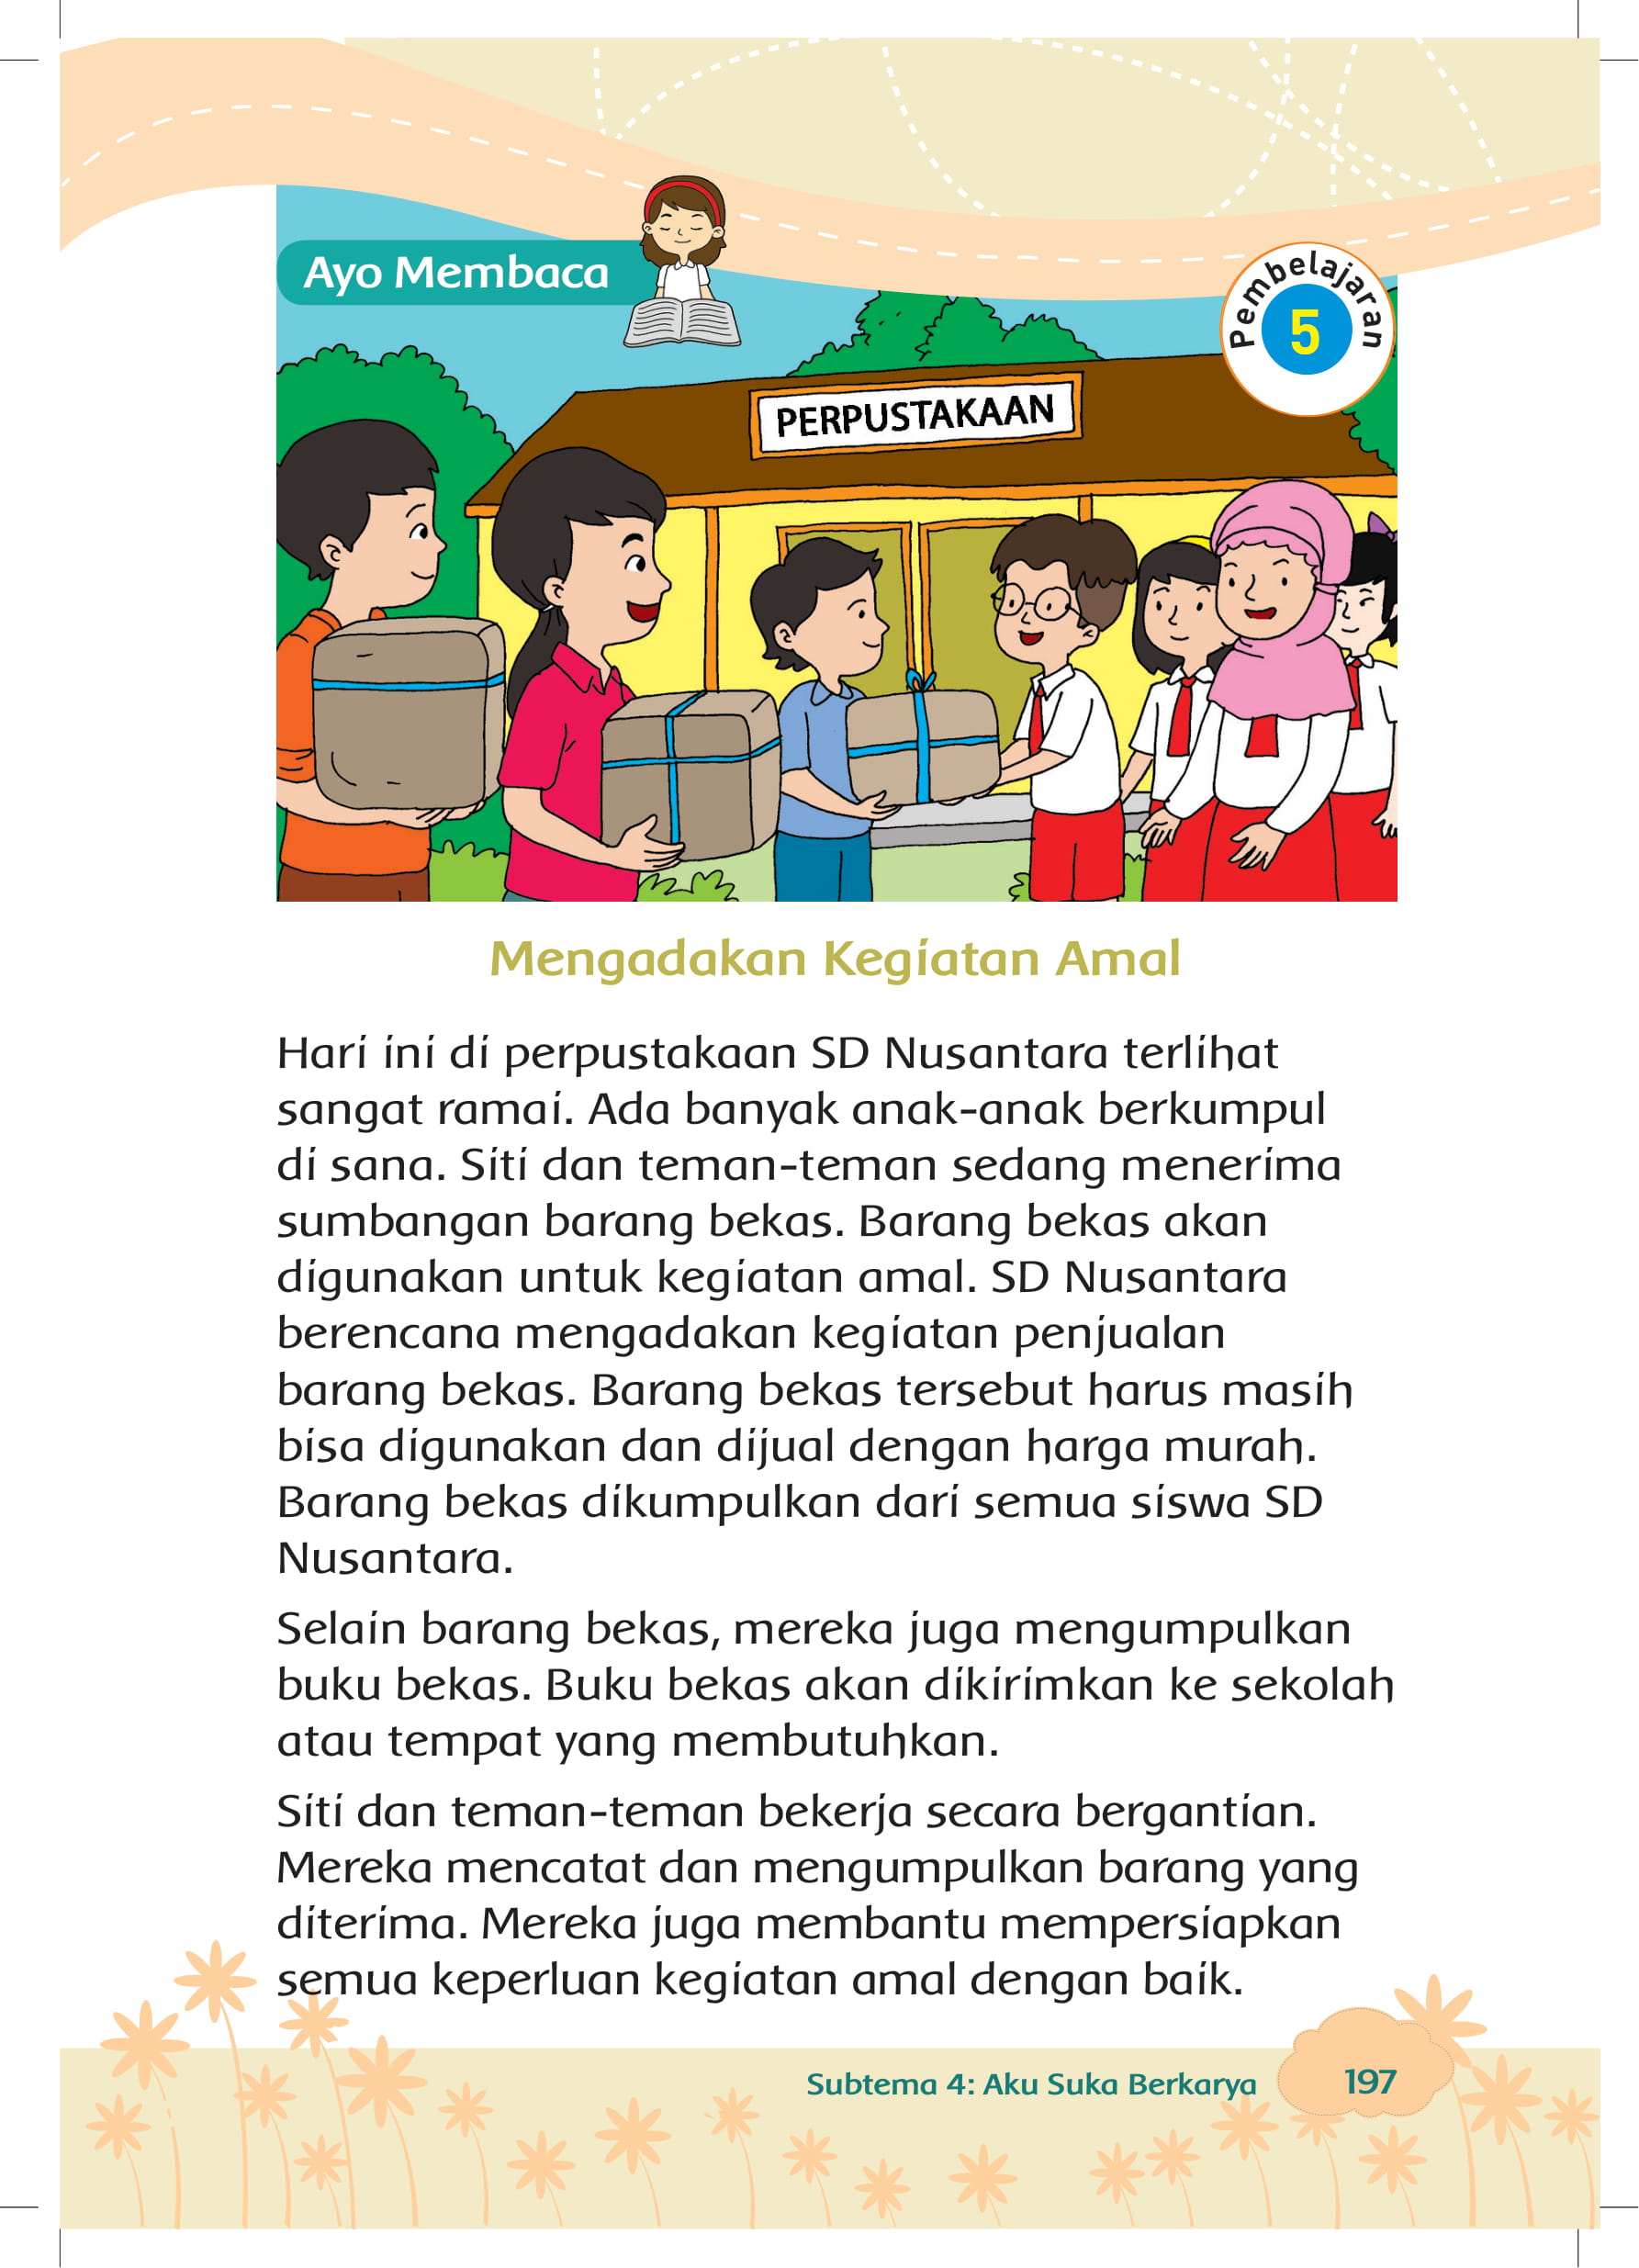 Ayo Membaca
Pembelajaran
5
PERPUSTAKAAN
Mengadakan Kegiatan Amal
Hari ini di perpustakaan SD Nusantara terlihat
sangat ramai. Ada banyak anak-anak berkumpul
di sana. Siti dan teman-teman sedang menerima
sumbangan barang bekas. Barang bekas akan
digunakan untuk kegiatan amal. SD Nusantara
berencana mengadakan kegiatan penjualan
barang bekas. Barang bekas tersebut harus masih
bisa digunakan dan dijual dengan harga murah.
Barang bekas dikumpulkan dari semua siswa SD
Nusantara.
Selain barang bekas, mereka juga mengumpulkan
buku bekas. Buku bekas akan dikirimkan ke sekolah
atau tempat yang membutuhkan.
Siti dan teman-teman bekerja secara bergantian.
Mereka mencatat dan mengumpulkan barang yang
diterima. Mereka juga membantu mempersiapkan
semua keperluan kegiatan amal dengan baik.
Subtema 4: Aku Suka Berkarya
197